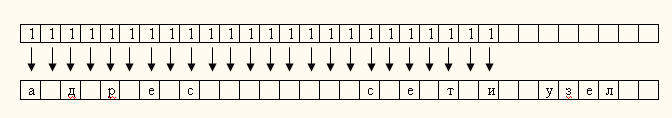 1 1 1 1 1 1 1 1 1 1 1 1 1 1 1 1 1 1 1 1 1 1 1 1
а д р е с с е т и у з е л